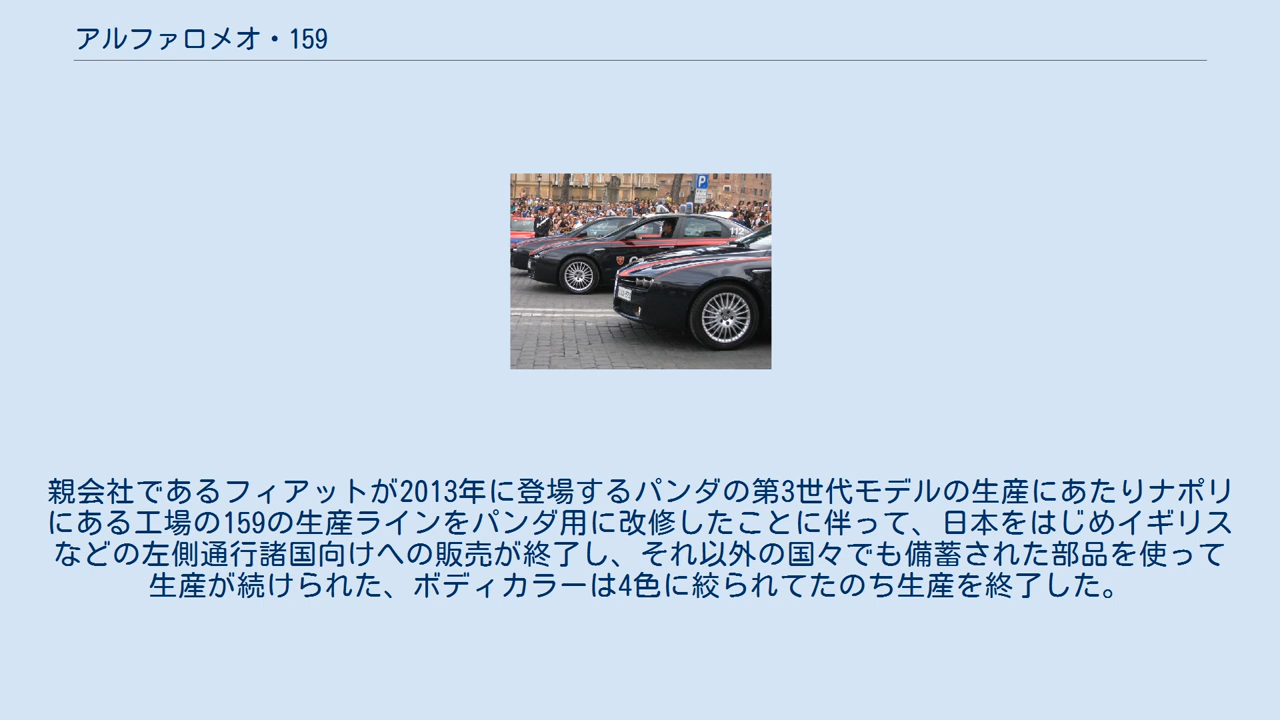 アルファロメオ・159
P
112
親会社であるフィアットが2013年に登場するパンダの第3世代モデルの生産にあたりナポリ
にある工場の159の生産ラインをパンダ用に改修したことに伴って、日本をはじめイギリス
などの左側通行諸国向けへの販売が終了し、それ以外の国々でも備蓄された部品を使って
生産が続けられた、ボディカラーは4色に絞られてたのち生産を終了した。